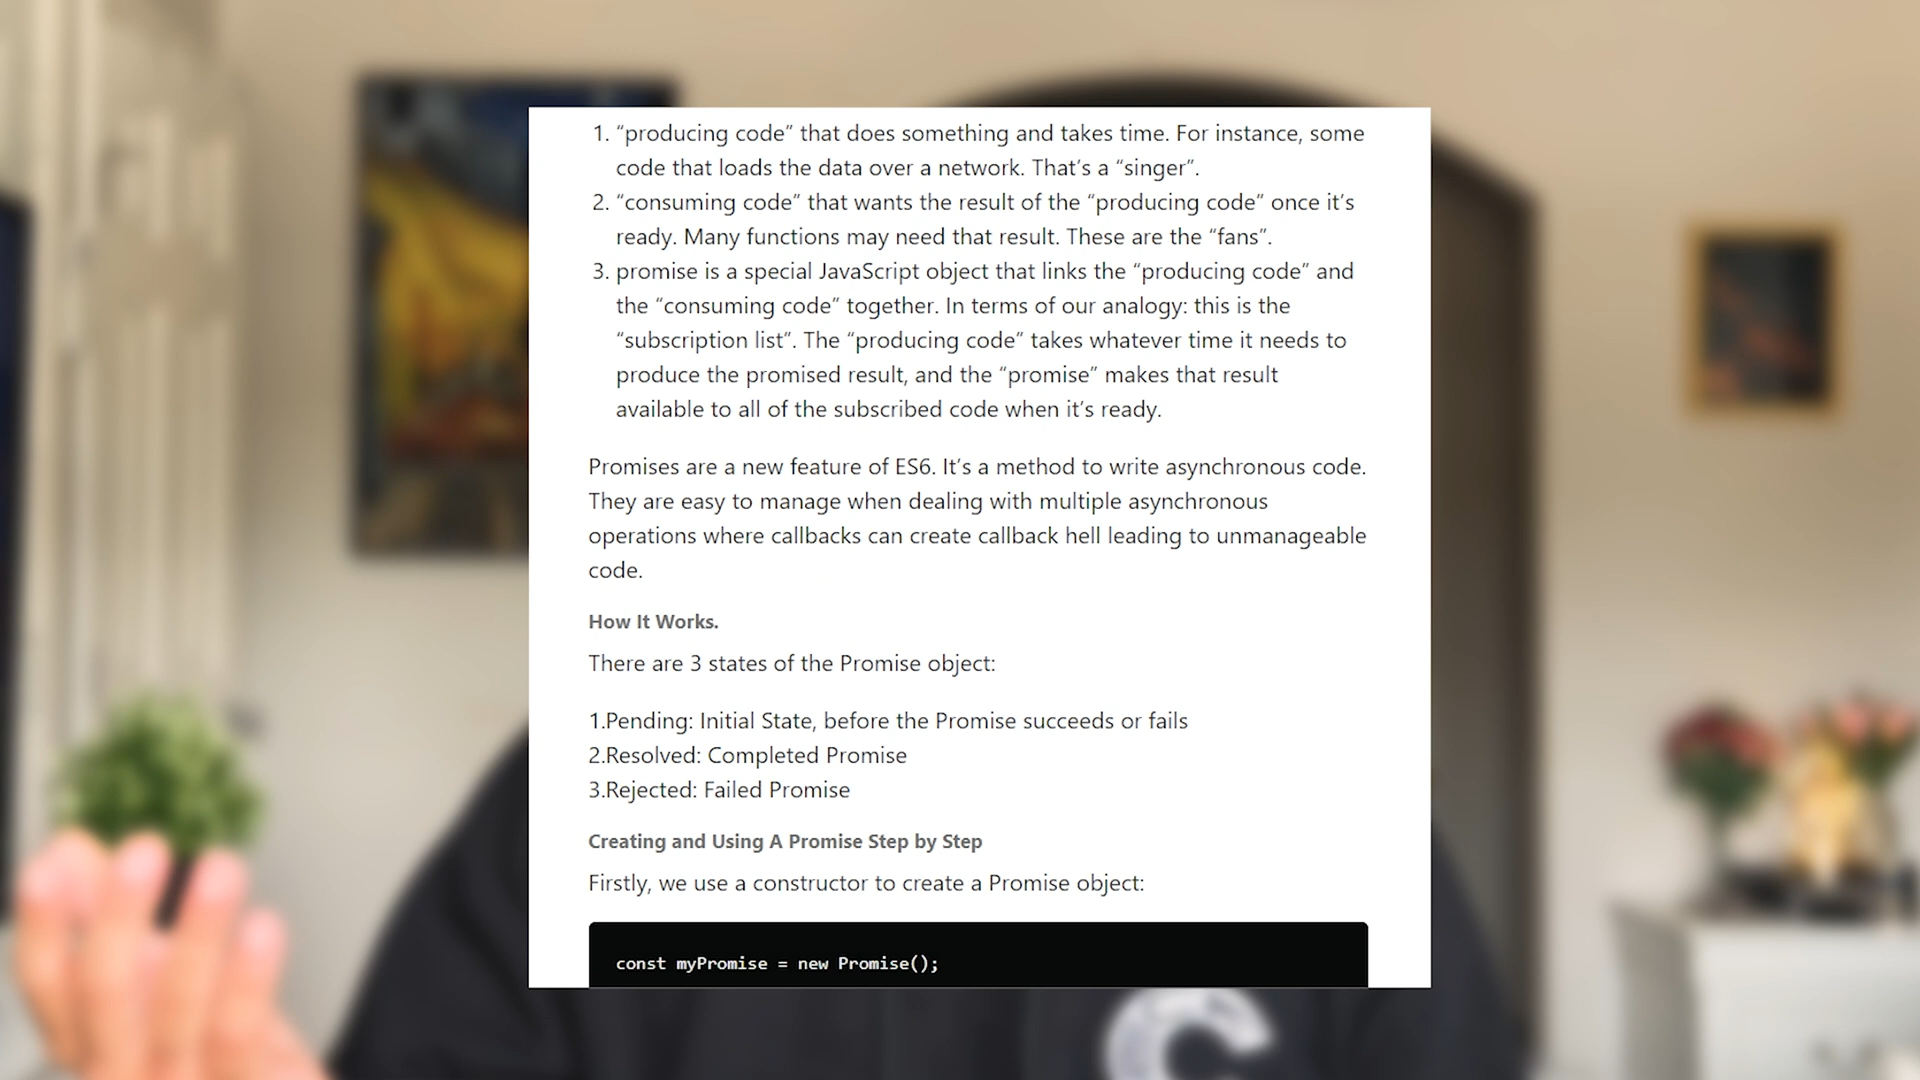 1. “producing code” that does something and takes time. For instance, some
code that loads the data over a network. That’s a “singer”.
2. “consuming code” that wants the result of the “producing code” once it’s
ready. Many functions may need that result. These are the “fans”.
3. promise is a special JavaScript object that links the “producing code” and
the “consuming code” together. In terms of our analogy: this is the
“subscription list”. The “producing code” takes whatever time it needs to
produce the promised result, and the “promise” makes that result
available to all of the subscribed code when it’s ready.
Promises are a new feature of ES6. It’s a method to write asynchronous code.
They are easy to manage when dealing with multiple asynchronous
operations where callbacks can create callback hell leading to unmanageable
code.
How It Works.
There are 3 states of the Promise object:
1.Pending: Initial State, before the Promise succeeds or fails
2.Resolved: Completed Promise
3.Rejected: Failed Promise
Creating and Using A Promise Step by Step
Firstly, we use a constructor to create a Promise object:
const myPromise = new Promise();